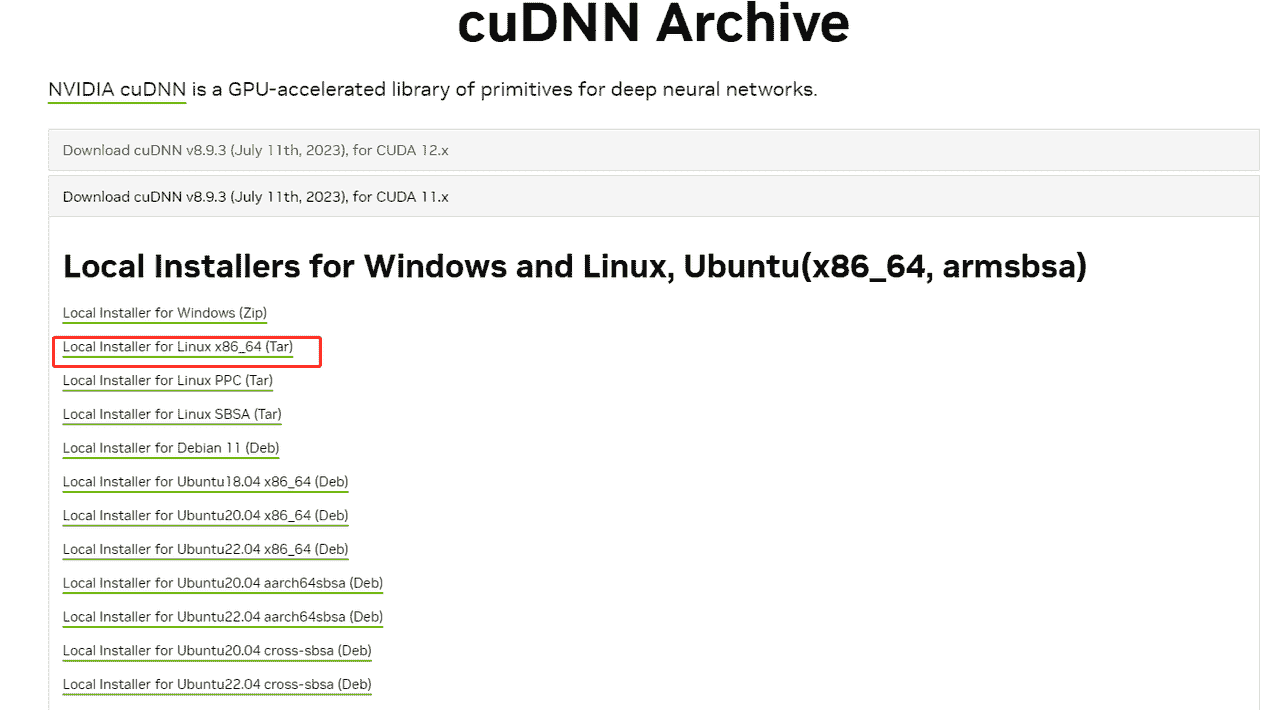 cuDNN Archive
NVIDIA cuDNN is a GPU-accelerated library of primitives for deep neural networks.
Download cuDNN v8.9.3 (July 11th, 2023), for CUDA 12.x
Download cuDNN v8.9.3 (July 11th, 2023), for CUDA 11.x
Local Installers for Windows and Linux, Ubuntu(x86_64, armsbsa)
Local Installer for Windows (Zip)
Local Installer for Linux x86_64 (Tar)
Local Installer for Linux PPC (Tar)
Local Installer for Linux SBSA (Tar)
Local Installer for Debian 11 (Deb)
Local Installer for Ubuntu18.04 x86_64 (Deb)
Local Installer for Ubuntu20.04 x86_64 (Deb)
Local Installer for Ubuntu22.04 x86_64 (Deb)
Local Installer for Ubuntu20.04 aarch64sbsa (Deb)
Local Installer for Ubuntu22.04 aarch64sbsa (Deb)
Local Installer for Ubuntu20.04 cross-sbsa (Deb)
Local Installer for Ubuntu22.04 cross-sbsa (Deb)